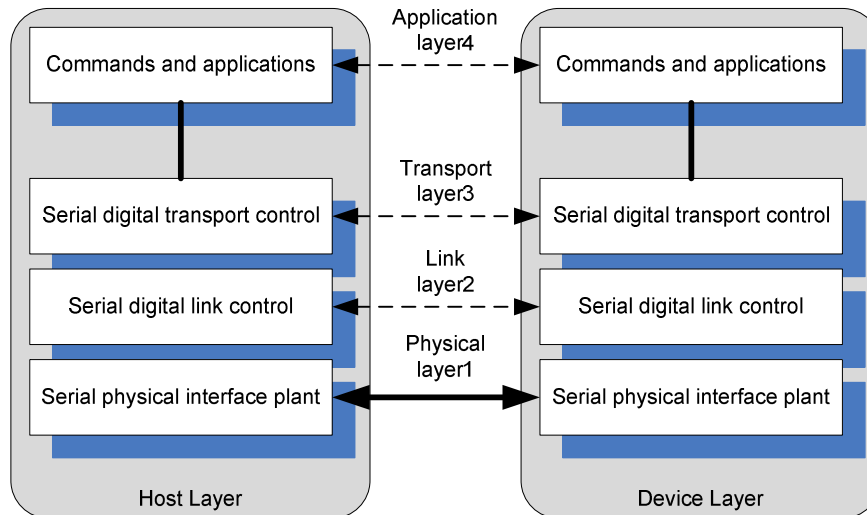 Application
layer4
Commands and applications
Commands and applications
Transport
layer3
Serial digital transport control
Serial digital transport control
Link
layer2
Serial digital link control
Serial digital link control
Physical
layer1
Serial physical interface plant
Serial physical interface plant
Host Layer
Device Layer